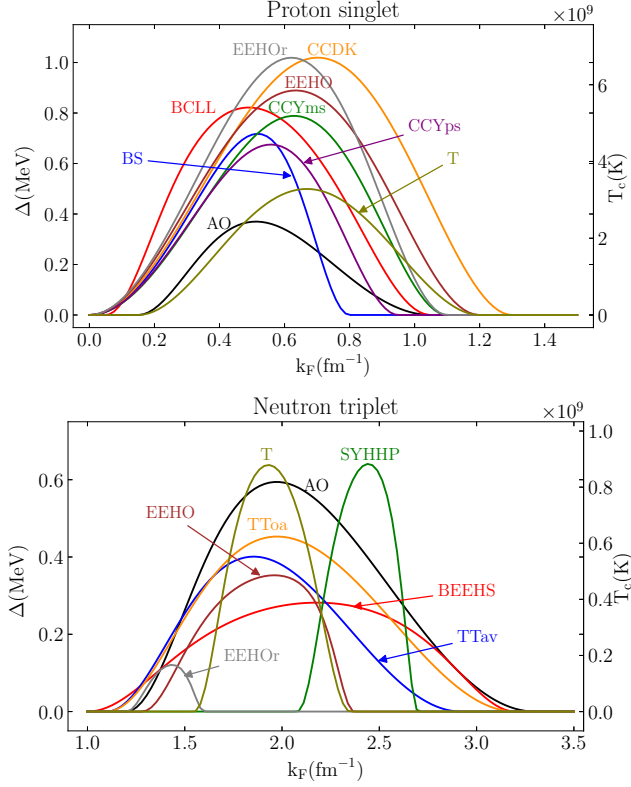 Proton singlet
×10⁹
EEHOr
CCDK
EEHO
BCLL
CCYms
CCYps
BS
T
AO
Δ(MeV)
0.0
0.2
0.4
0.6
0.8
1.0
T_c(K)
0
2
4
6
0.0 0.2 0.4 0.6 0.8 1.0 1.2 1.4
k_F(fm⁻¹)
Neutron triplet
×10⁹
T
SYHHP
AO
EEHO
TToa
BEEHS
TTav
EEHOr
Δ(MeV)
0.0
0.2
0.4
0.6
T_c(K)
0.0
0.2
0.4
0.6
0.8
1.0
1.0 1.5 2.0 2.5 3.0 3.5
k_F(fm⁻¹)